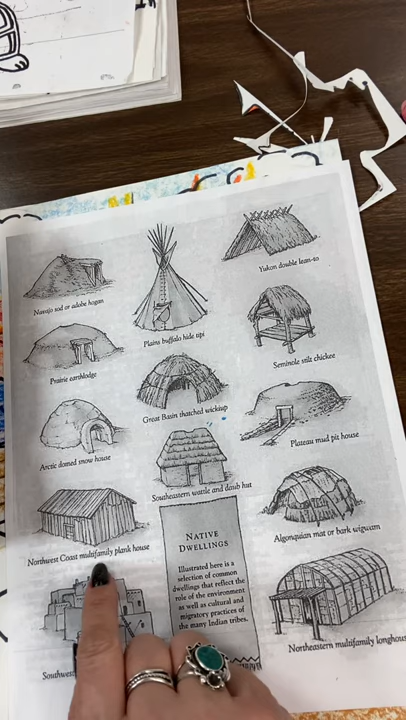 Yukon double lean-to
Navajo sod or adobe hogan
Plains buffalo hide tipi
Seminole stilt chickee
Prairie earthlodge
Great Basin thatched wickiup
Plateau mud pit house
Arctic domed snow house
Southeastern wattle and daub hut
Algonquian mat or bark wigwam
Northwest Coast multifamily plank house
NATIVE
DWELLINGS
Illustrated here is a
selection of common
dwellings that reflect the
role of the environment
as well as cultural and
migratory practices of
the many Indian tribes.
Northeastern multifamily longhous
Southwes